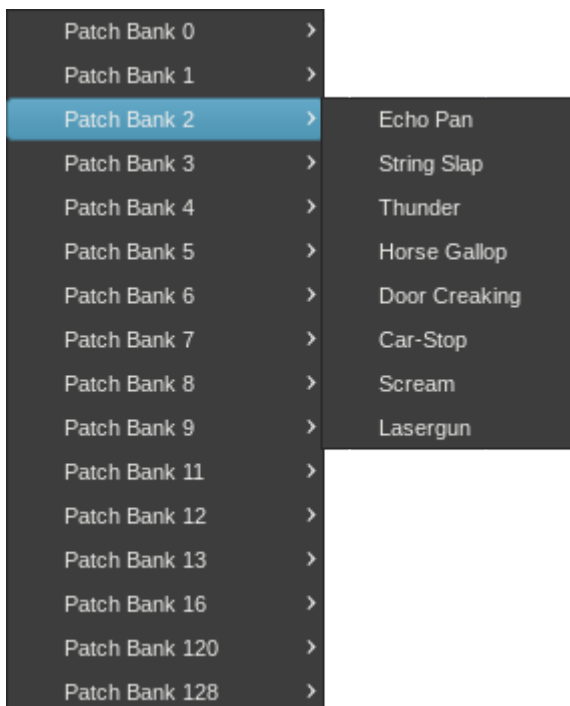 Patch Bank 0
Patch Bank 1
Patch Bank 2
Patch Bank 3
Patch Bank 4
Patch Bank 5
Patch Bank 6
Patch Bank 7
Patch Bank 8
Patch Bank 9
Patch Bank 11
Patch Bank 12
Patch Bank 13
Patch Bank 16
Patch Bank 120
Patch Bank 128
Echo Pan
String Slap
Thunder
Horse Gallop
Door Creaking
Car-Stop
Scream
Lasergun